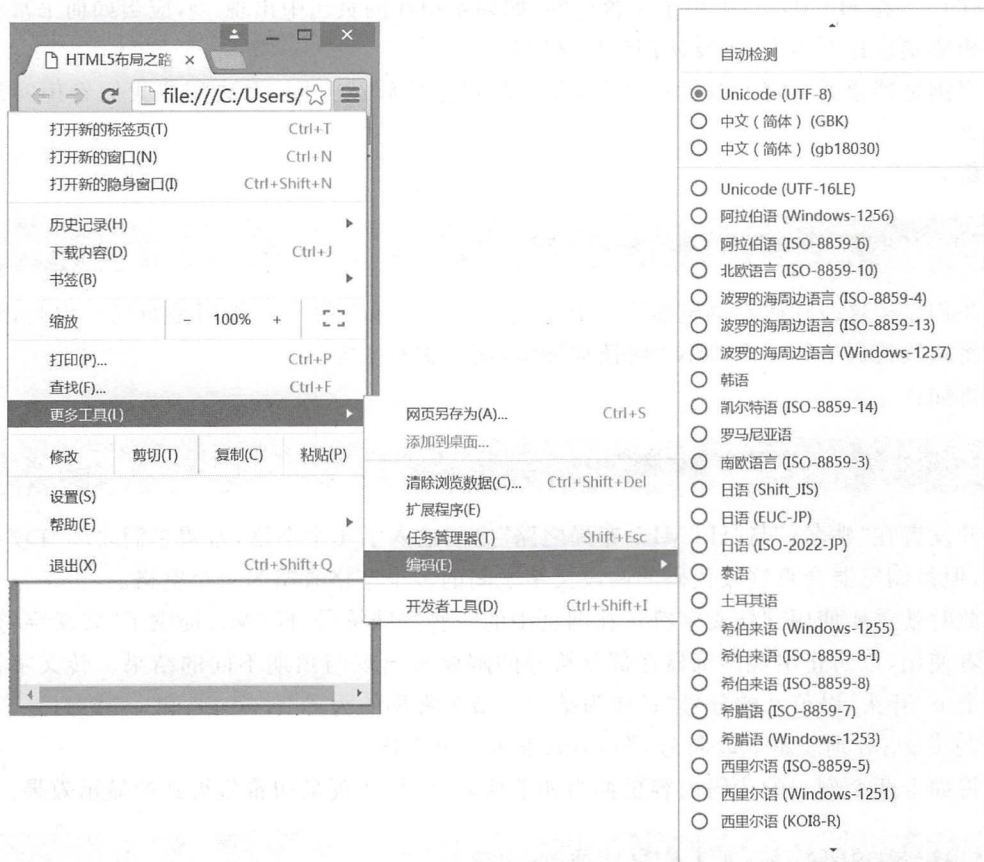 HTML5布局之路 ×
file:///C:/Users/
打开新的标签页(T) Ctrl+T
打开新的窗口(N) Ctrl+N
打开新的隐身窗口(I) Ctrl+Shift+N
历史记录(H)
下载内容(D) Ctrl+J
书签(B)
缩放 − 100% +
打印(P)... Ctrl+P
查找(F)... Ctrl+F
更多工具(L)
修改 剪切(T) 复制(C) 粘贴(P)
设置(S)
帮助(E)
退出(X) Ctrl+Shift+Q
网页另存为(A)... Ctrl+S
添加到桌面...
清除浏览数据(C)... Ctrl+Shift+Del
扩展程序(E)
任务管理器(T) Shift+Esc
编码(E)
开发者工具(D) Ctrl+Shift+I
自动检测
Unicode (UTF-8)
中文（简体）(GBK)
中文（简体）(gb18030)
Unicode (UTF-16LE)
阿拉伯语 (Windows-1256)
阿拉伯语 (ISO-8859-6)
北欧语言 (ISO-8859-10)
波罗的海周边语言 (ISO-8859-4)
波罗的海周边语言 (ISO-8859-13)
波罗的海周边语言 (Windows-1257)
韩语
凯尔特语 (ISO-8859-14)
罗马尼亚语
南欧语言 (ISO-8859-3)
日语 (Shift_JIS)
日语 (EUC-JP)
日语 (ISO-2022-JP)
泰语
土耳其语
希伯来语 (Windows-1255)
希伯来语 (ISO-8859-8-I)
希伯来语 (ISO-8859-8)
希腊语 (ISO-8859-7)
希腊语 (Windows-1253)
西里尔语 (ISO-8859-5)
西里尔语 (Windows-1251)
西里尔语 (KOI8-R)